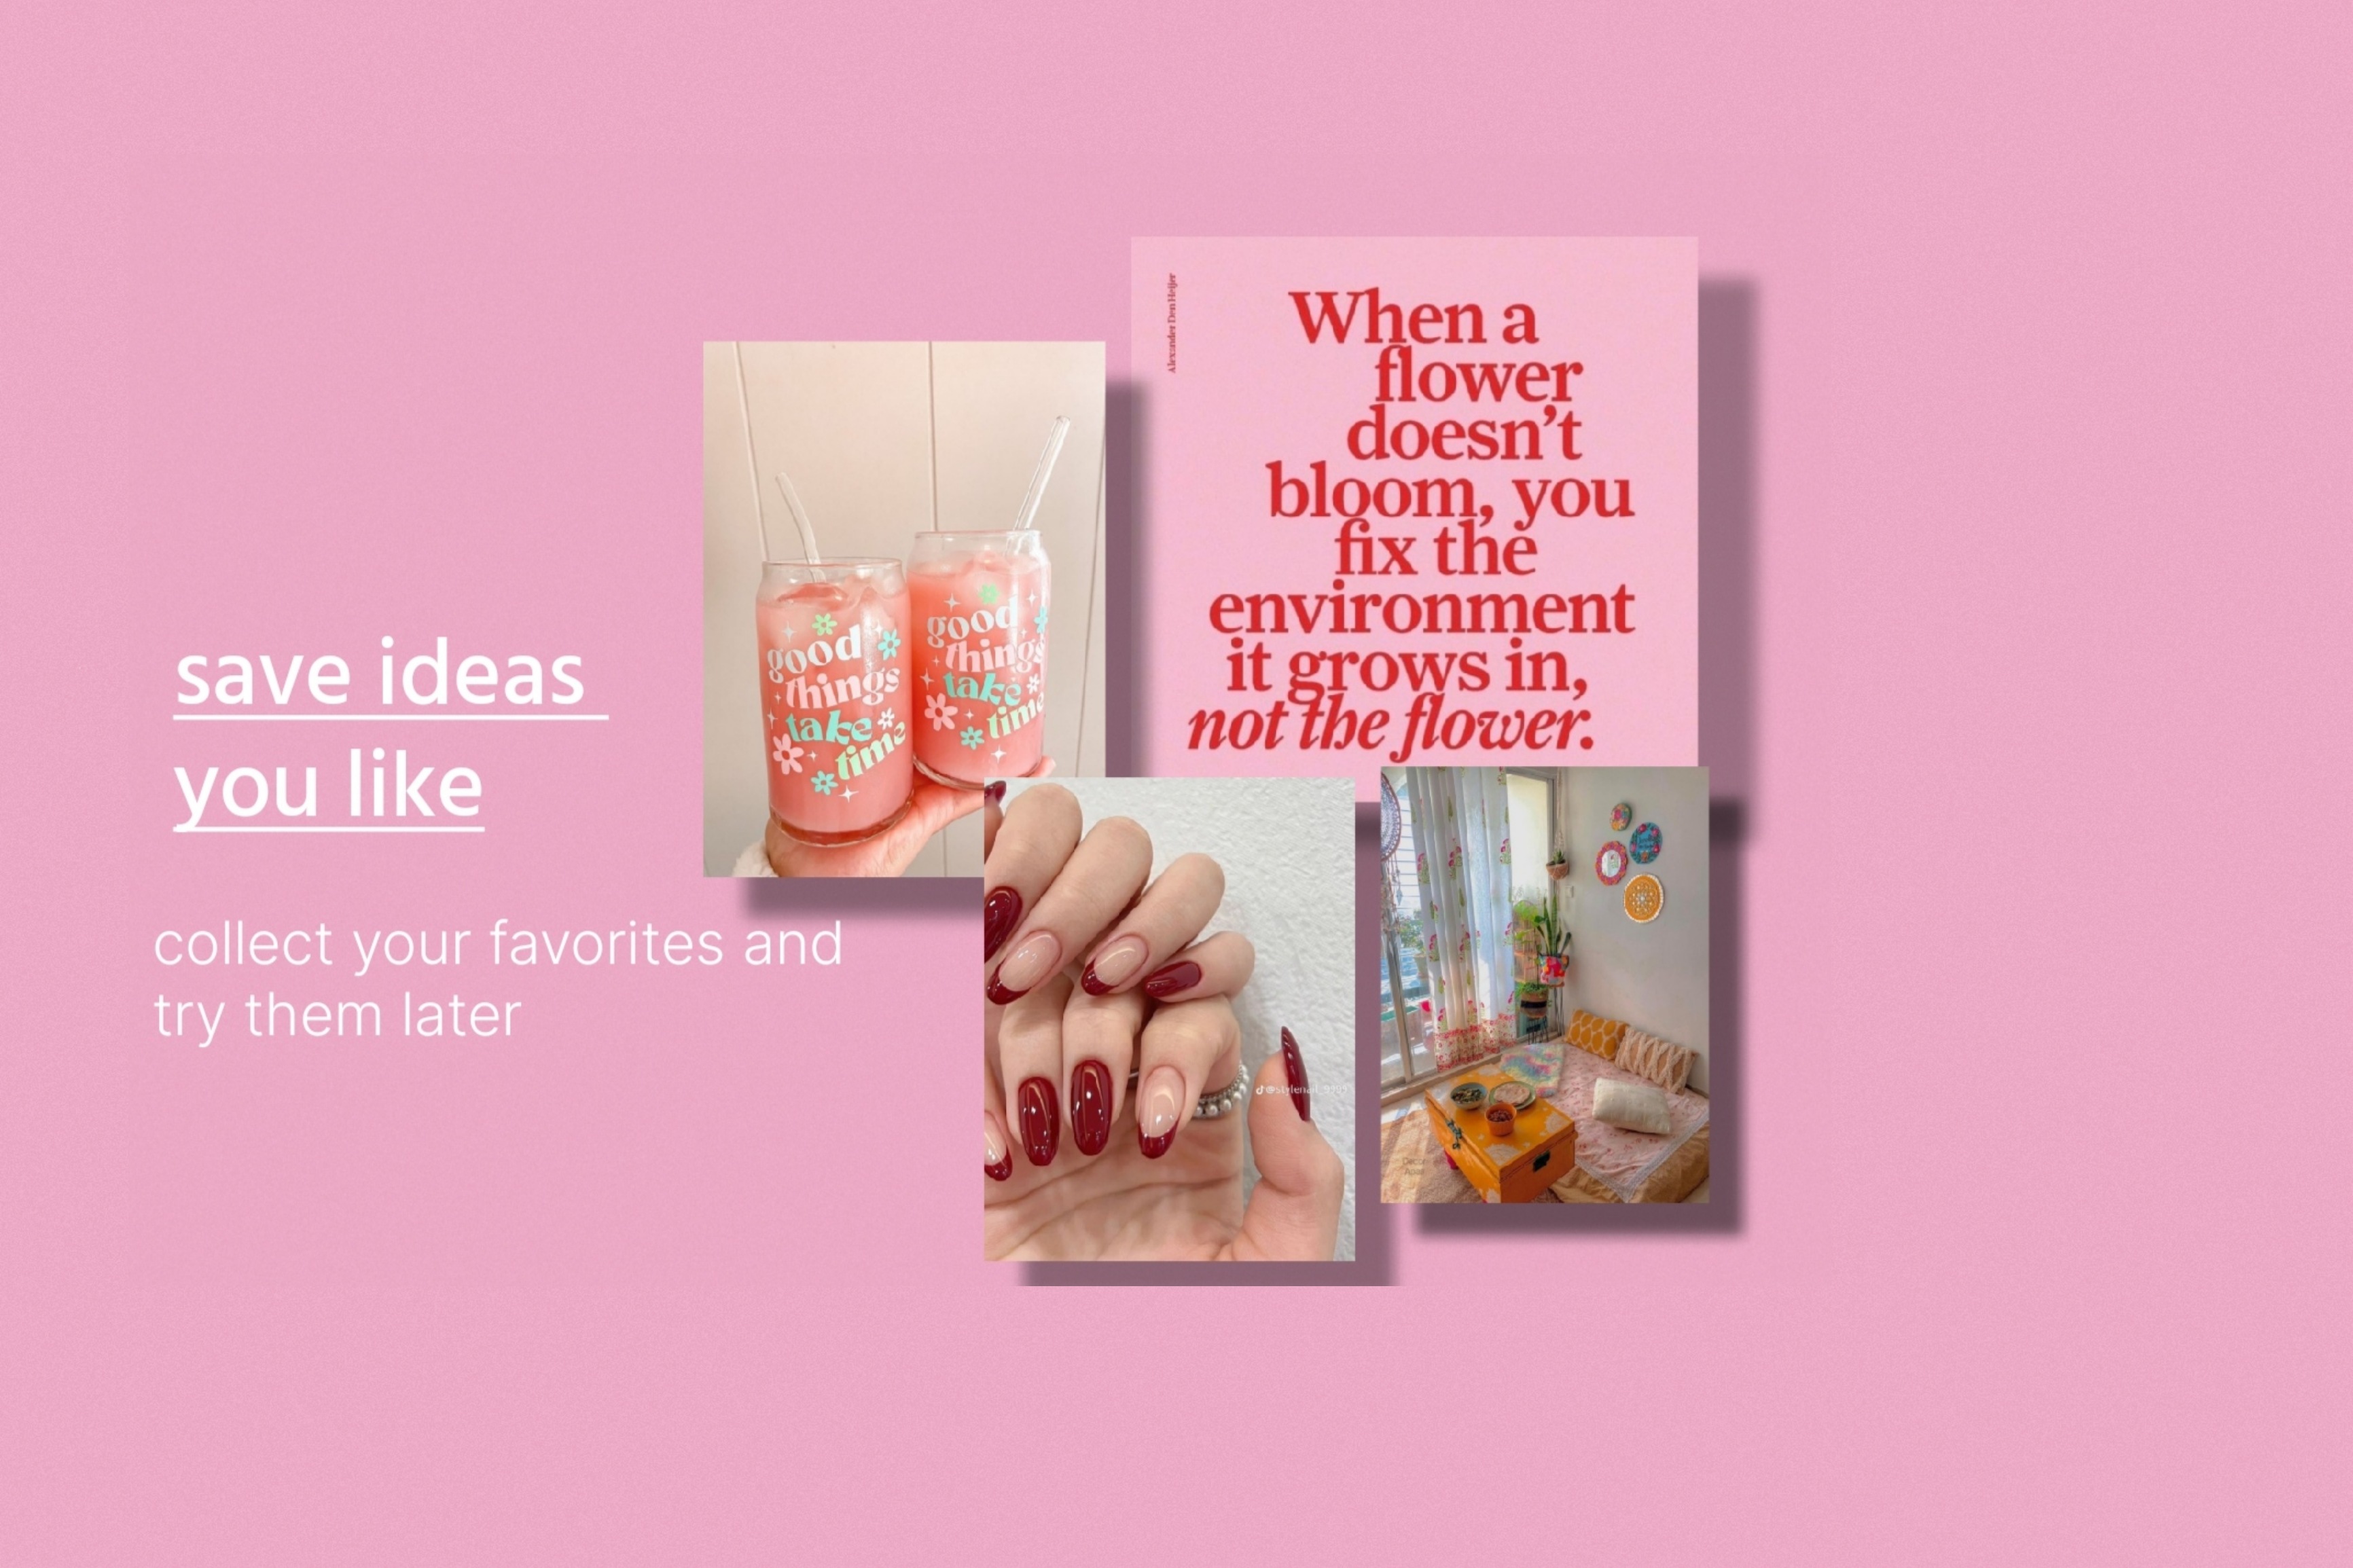 save ideas
you like
collect your favorites and
try them later
good
things
take
time
good
things
take
time
Alexander Den Heijer
When a
flower
doesn’t
bloom, you
fix the
environment
it grows in,
not the flower.